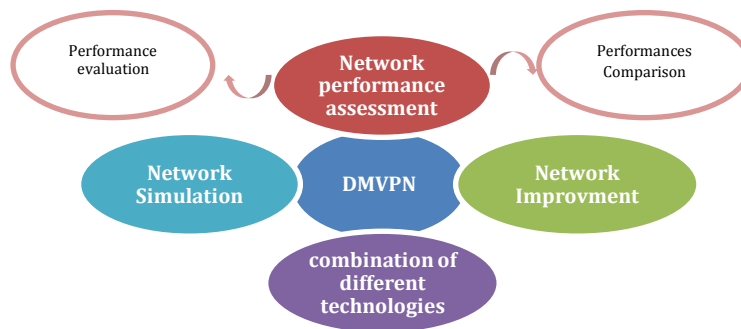 Performance
evaluation
Network
performance
assessment
Performances
Comparison
Network
Simulation
DMVPN
Network
Improvment
combination of
different
technologies